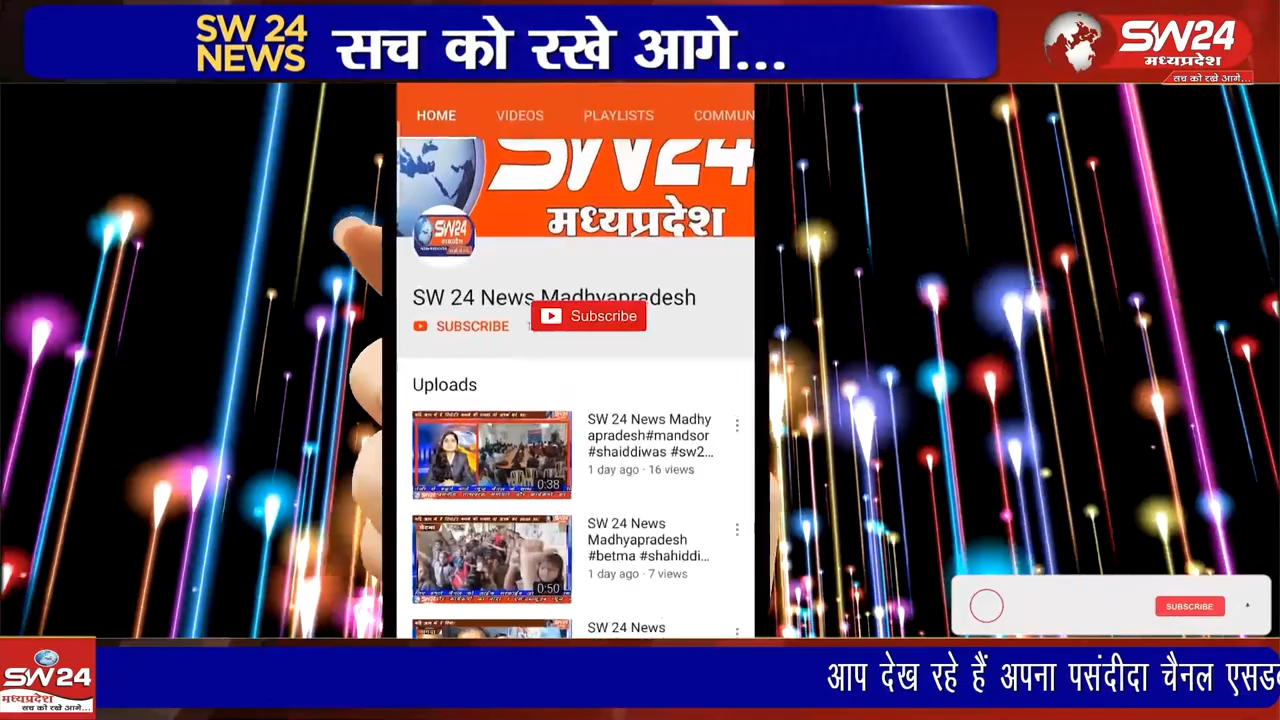 SW 24
NEWS
सच को रखे आगे...
SW24
मध्यप्रदेश
सच को रखे आगे...
HOME VIDEOS PLAYLISTS COMMUN
SW24
मध्यप्रदेश
SW24
SW 24 News Madhyapradesh
SUBSCRIBE
Subscribe
Uploads
SW 24 News Madhy
apradesh#mandsor
#shaiddiwas #sw2...
1 day ago · 16 views
0:38
SW 24 News
Madhyapradesh
#betma #shahiddi...
1 day ago · 7 views
0:50
SW 24 News
SUBSCRIBE
SW24
मध्यप्रदेश
सच को रखे आगे...
आप देख रहे हैं अपना पसंदीदा चैनल एसड